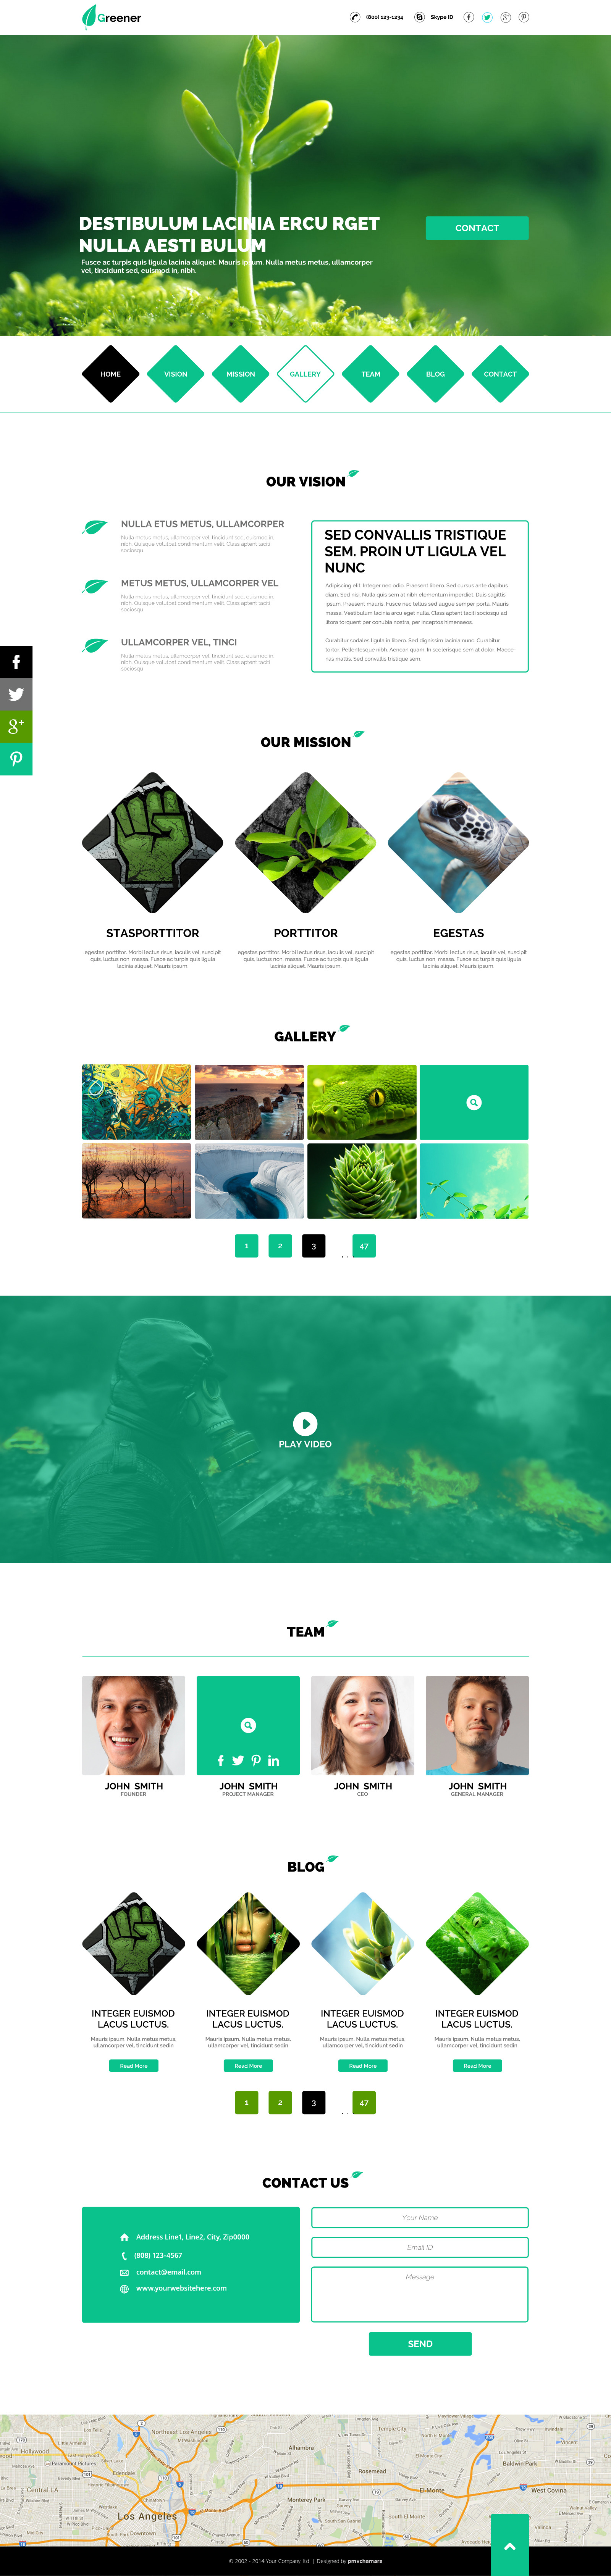 Greener
(800) 123-1234
Skype ID
DESTIBULUM LACINIA ERCU RGET
NULLA AESTI BULUM
Fusce ac turpis quis ligula lacinia aliquet. Mauris ipsum. Nulla metus metus, ullamcorper
vel, tincidunt sed, euismod in, nibh.
CONTACT
HOME
VISION
MISSION
GALLERY
TEAM
BLOG
CONTACT
OUR VISION
NULLA ETUS METUS, ULLAMCORPER
Nulla metus metus, ullamcorper vel, tincidunt sed, euismod in,
nibh. Quisque volutpat condimentum velit. Class aptent taciti
sociosqu
METUS METUS, ULLAMCORPER VEL
Nulla metus metus, ullamcorper vel, tincidunt sed, euismod in,
nibh. Quisque volutpat condimentum velit. Class aptent taciti
sociosqu
ULLAMCORPER VEL, TINCI
Nulla metus metus, ullamcorper vel, tincidunt sed, euismod in,
nibh. Quisque volutpat condimentum velit. Class aptent taciti
sociosqu
SED CONVALLIS TRISTIQUE
SEM. PROIN UT LIGULA VEL
NUNC
Adipiscing elit. Integer nec odio. Praesent libero. Sed cursus ante dapibus
diam. Sed nisi. Nulla quis sem at nibh elementum imperdiet. Duis sagittis
ipsum. Praesent mauris. Fusce nec tellus sed augue semper porta. Mauris
massa. Vestibulum lacinia arcu eget nulla. Class aptent taciti sociosqu ad
litora torquent per conubia nostra, per inceptos himenaeos.
Curabitur sodales ligula in libero. Sed dignissim lacinia nunc. Curabitur
tortor. Pellentesque nibh. Aenean quam. In scelerisque sem at dolor. Maece-
nas mattis. Sed convallis tristique sem.
OUR MISSION
STASPORTTITOR
egestas porttitor. Morbi lectus risus, iaculis vel, suscipit
quis, luctus non, massa. Fusce ac turpis quis ligula
lacinia aliquet. Mauris ipsum.
PORTTITOR
egestas porttitor. Morbi lectus risus, iaculis vel, suscipit
quis, luctus non, massa. Fusce ac turpis quis ligula
lacinia aliquet. Mauris ipsum.
EGESTAS
egestas porttitor. Morbi lectus risus, iaculis vel, suscipit
quis, luctus non, massa. Fusce ac turpis quis ligula
lacinia aliquet. Mauris ipsum.
GALLERY
1
2
3
...
47
PLAY VIDEO
TEAM
JOHN SMITH
FOUNDER
JOHN SMITH
PROJECT MANAGER
JOHN SMITH
CEO
JOHN SMITH
GENERAL MANAGER
BLOG
INTEGER EUISMOD
LACUS LUCTUS.
Mauris ipsum. Nulla metus metus,
ullamcorper vel, tincidunt sedin
Read More
INTEGER EUISMOD
LACUS LUCTUS.
Mauris ipsum. Nulla metus metus,
ullamcorper vel, tincidunt sedin
Read More
INTEGER EUISMOD
LACUS LUCTUS.
Mauris ipsum. Nulla metus metus,
ullamcorper vel, tincidunt sedin
Read More
INTEGER EUISMOD
LACUS LUCTUS.
Mauris ipsum. Nulla metus metus,
ullamcorper vel, tincidunt sedin
Read More
1
2
3
...
47
CONTACT US
Address Line1, Line2, City, Zip0000
(808) 123-4567
contact@email.com
www.yourwebsitehere.com
Your Name
Email ID
Message
SEND
Temple City
Northeast Los Angeles
Hollywood
Alhambra
Baldwin Park
Edendale
Rosemead
Central LA
El Monte
West Covina
Monterey Park
Los Angeles
South El Monte
© 2002 - 2014 Your Company, ltd | Designed by pmvchamara